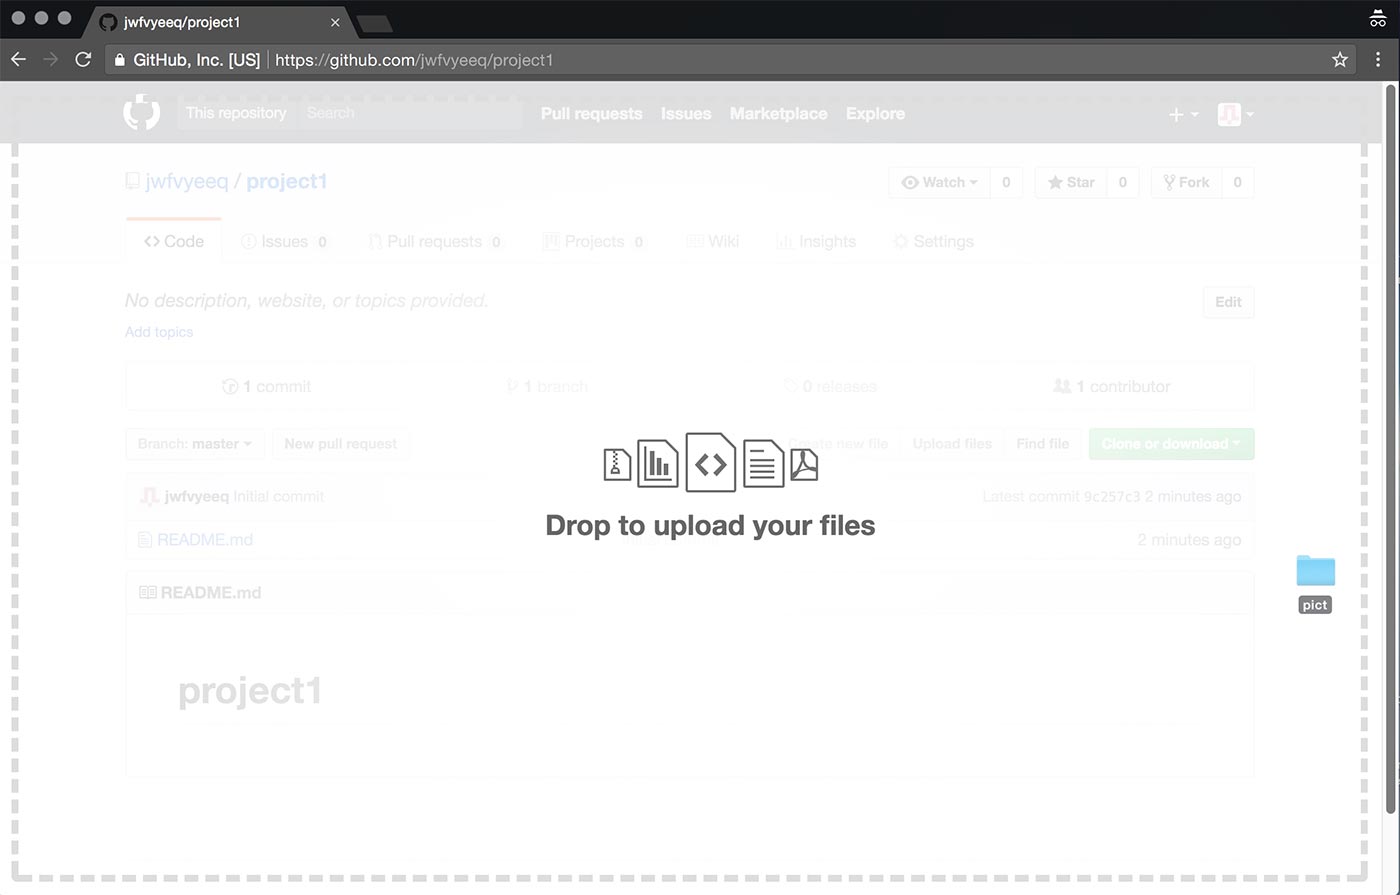 jwfvyeeq/project1
GitHub, Inc. [US] https://github.com/jwfvyeeq/project1
This repository Search Pull requests Issues Marketplace Explore
jwfvyeeq / project1 Watch 0 Star 0 Fork 0
Code Issues 0 Pull requests 0 Projects 0 Wiki Insights Settings
No description, website, or topics provided. Edit
Add topics
1 commit 1 branch 0 releases 1 contributor
Branch: master New pull request Create new file Upload files Find file Clone or download
jwfvyeeq Initial commit Latest commit 9c257c3 2 minutes ago
Drop to upload your files
README.md 2 minutes ago
README.md
pict
project1